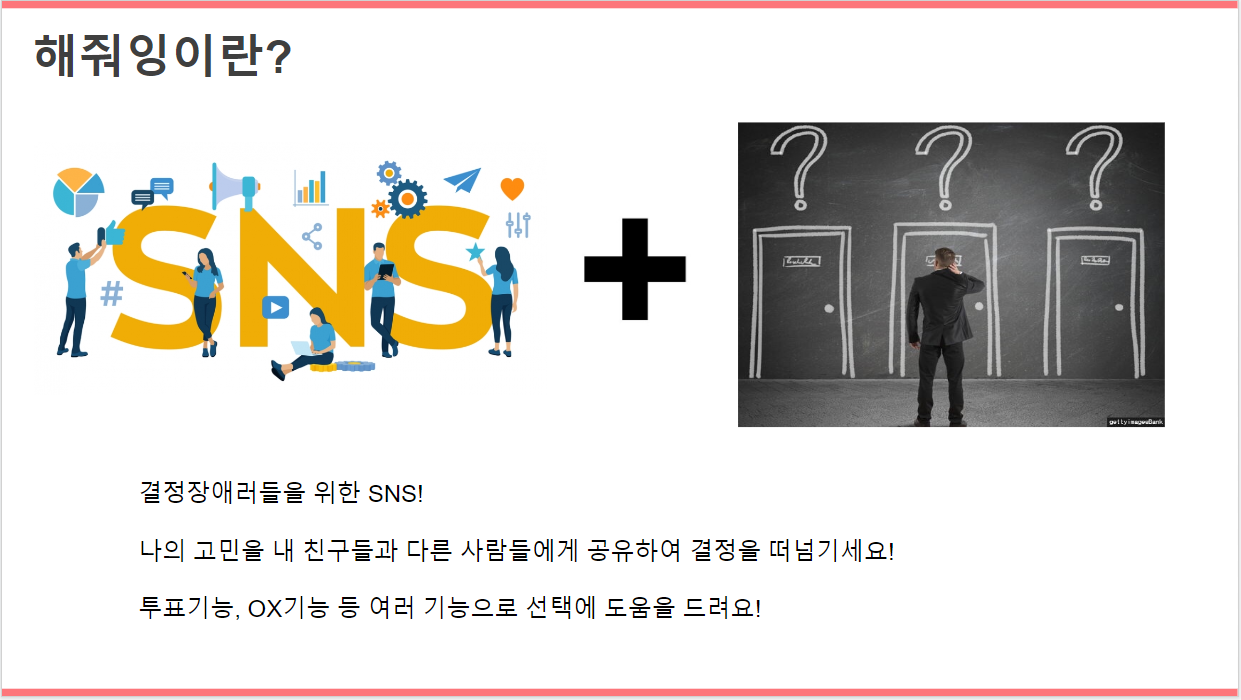 해줘잉이란?
SNS
#
? ? ?
gettyimagesBank
결정장애러들을 위한 SNS!
나의 고민을 내 친구들과 다른 사람들에게 공유하여 결정을 떠넘기세요!
투표기능, OX기능 등 여러 기능으로 선택에 도움을 드려요!